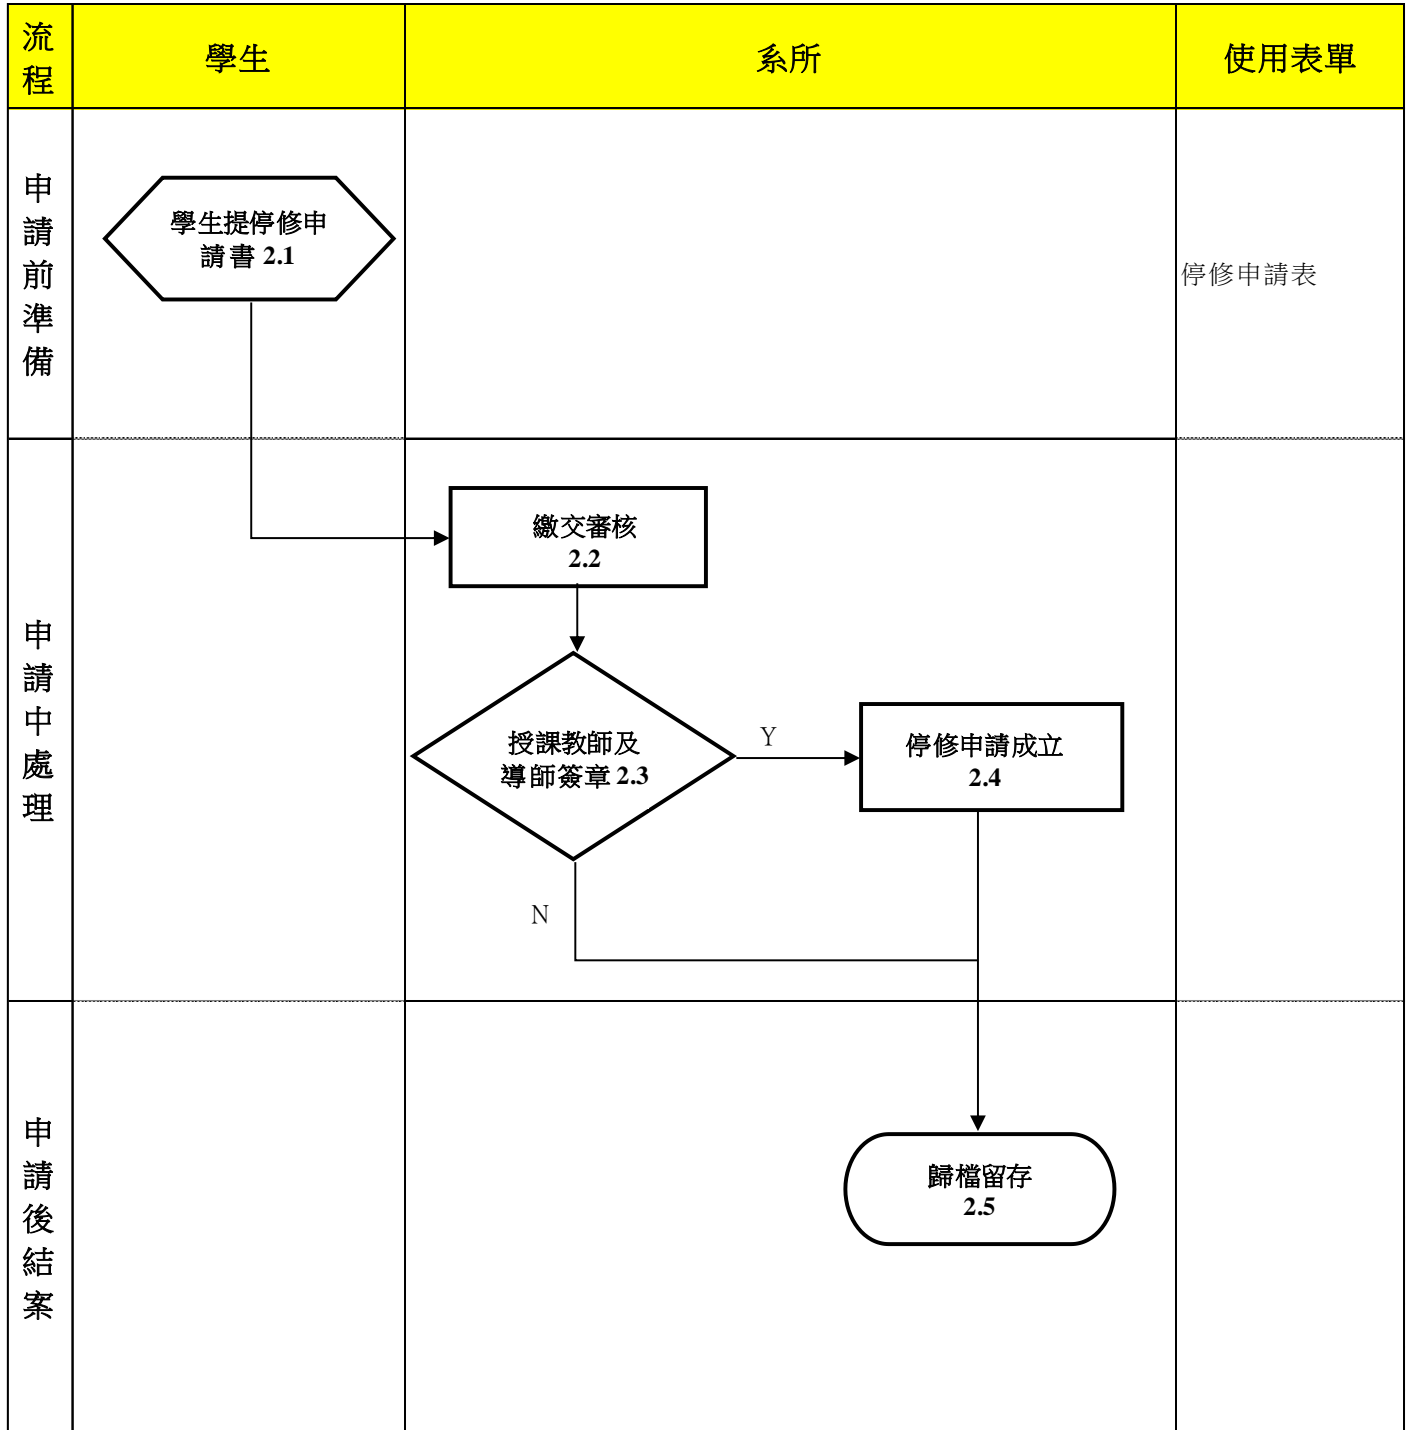 流程
學生
系所
使用表單
申請前準備
學生提停修申
請書 2.1
停修申請表
申請中處理
繳交審核
2.2
授課教師及
導師簽章 2.3
Y
停修申請成立
2.4
N
申請後結案
歸檔留存
2.5